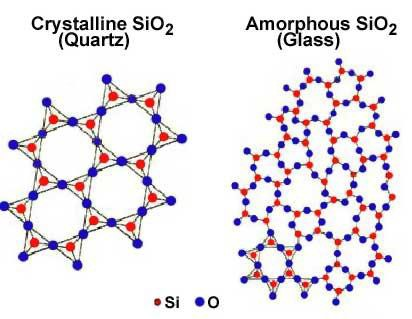 Crystalline SiO₂
(Quartz)
Amorphous SiO₂
(Glass)
Si
O